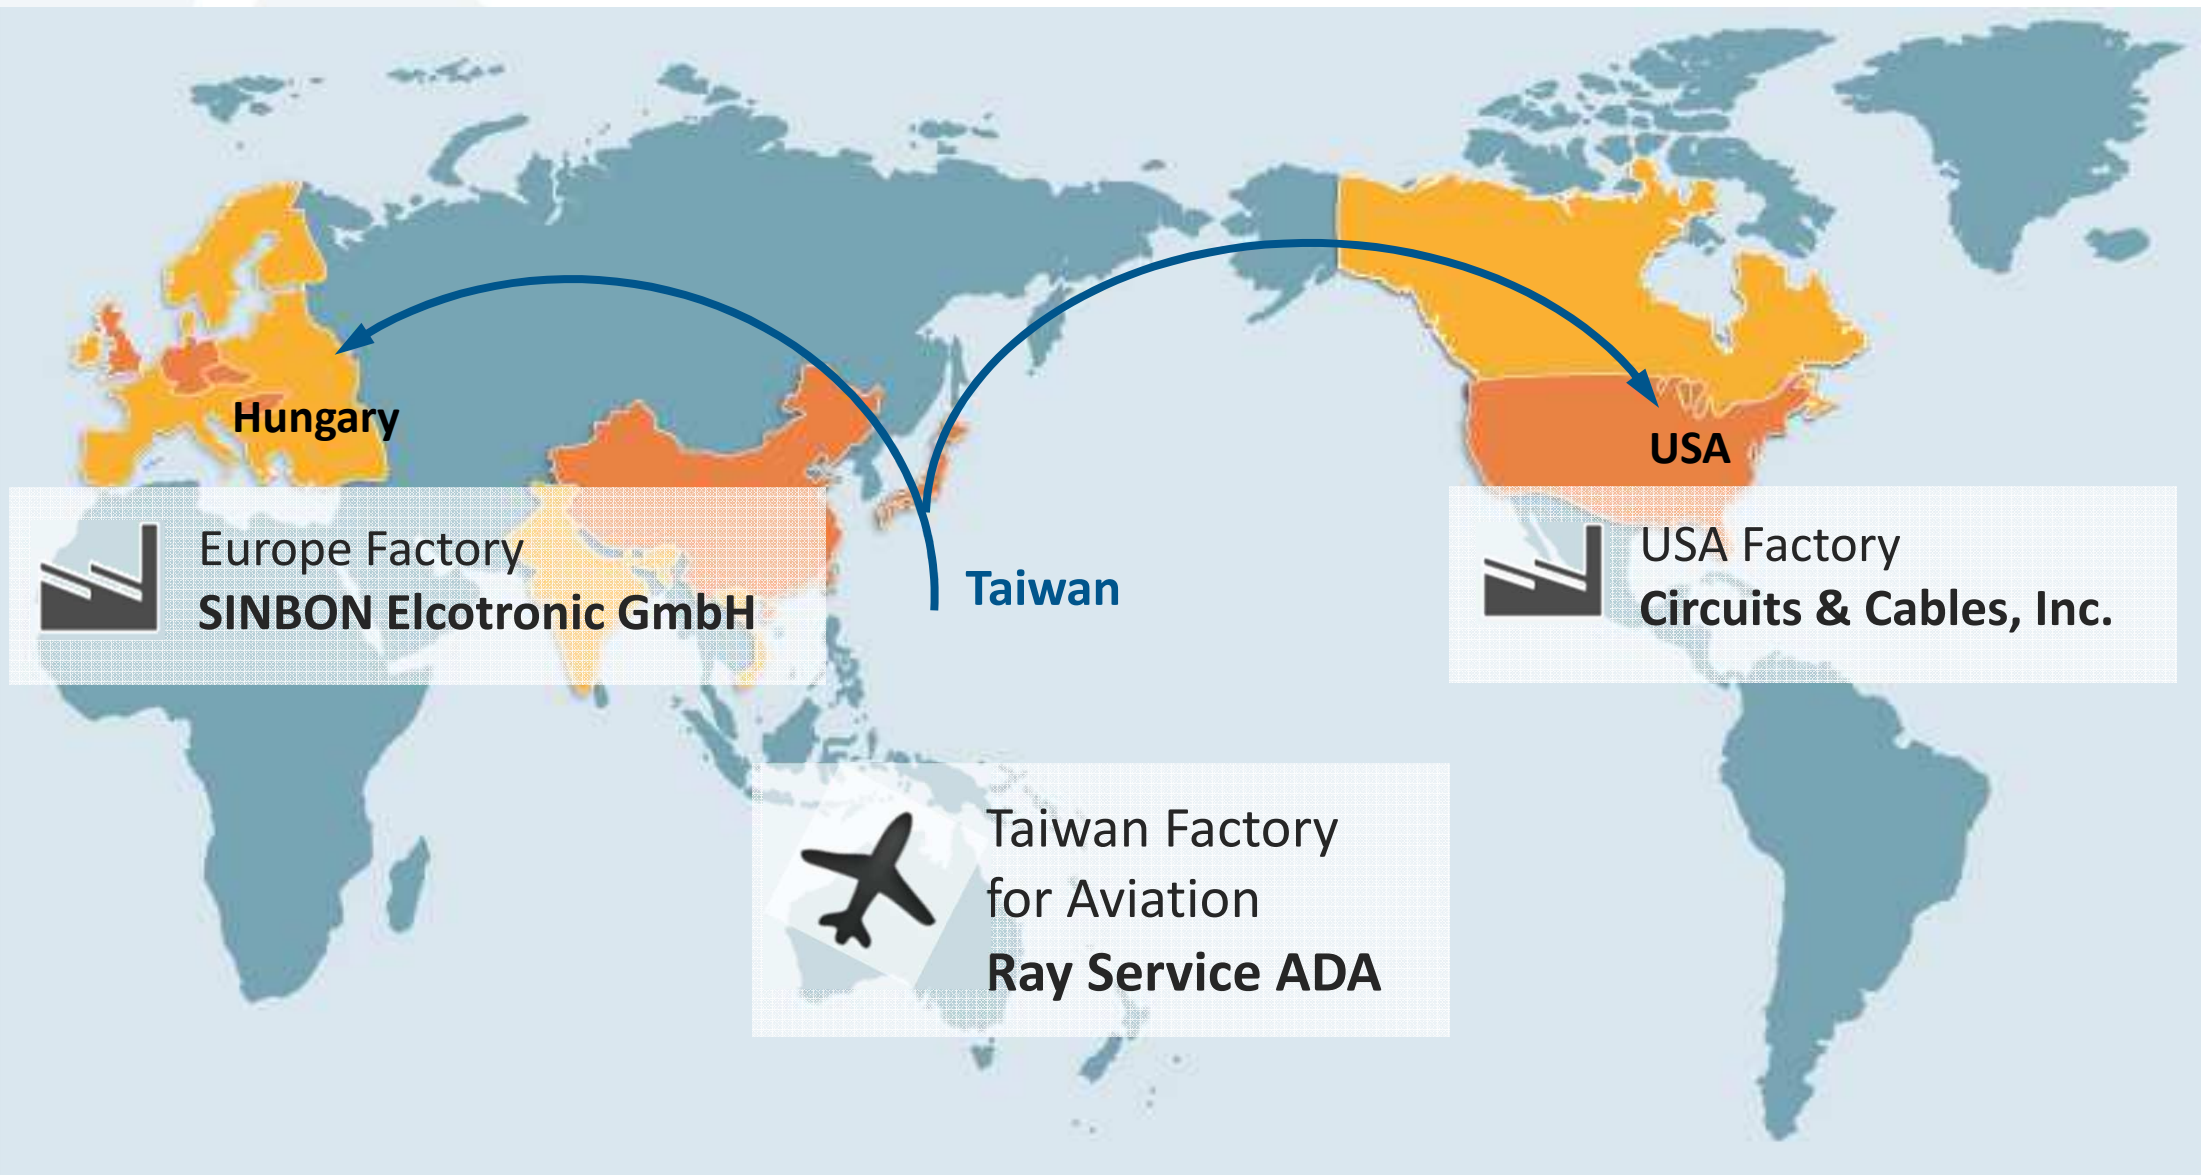 Hungary
USA
Europe Factory
SINBON Elcotronic GmbH
Taiwan
USA Factory
Circuits & Cables, Inc.
Taiwan Factory
for Aviation
Ray Service ADA